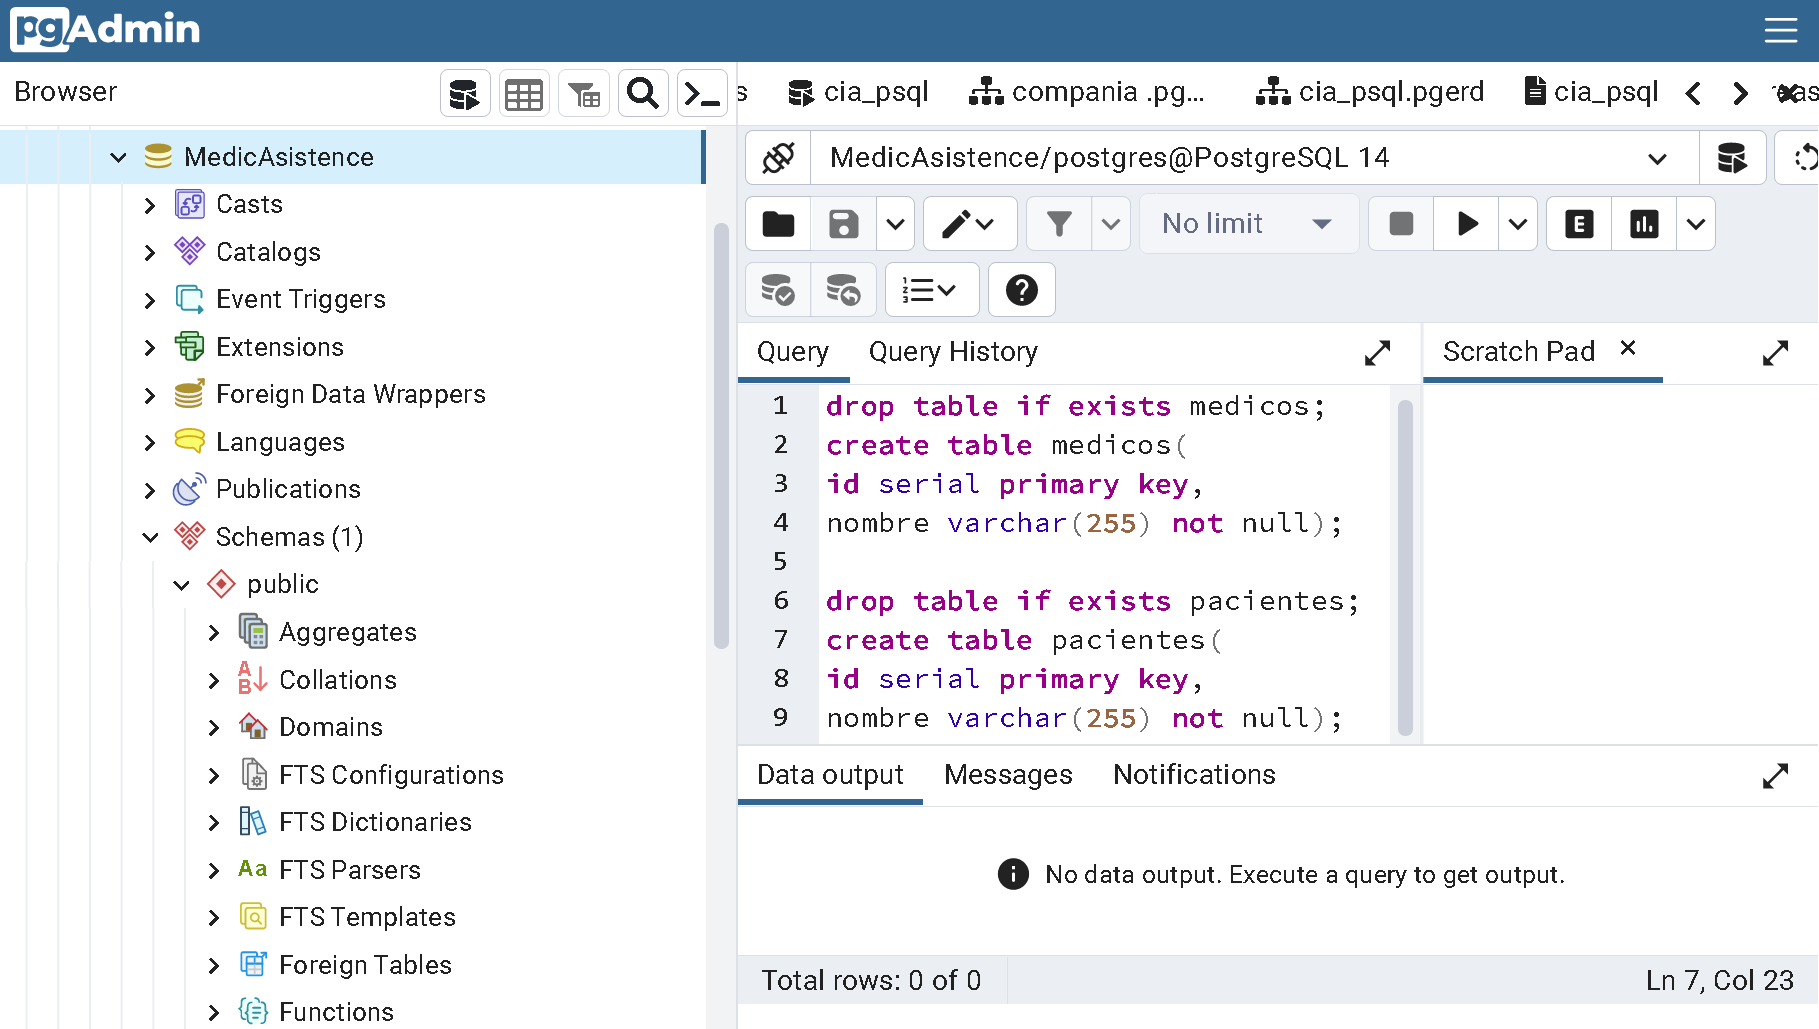 pgAdmin
Browser
s
cia_psql
compania .pg...
cia_psql.pgerd
cia_psql
MedicAsistence
Casts
Catalogs
Event Triggers
Extensions
Foreign Data Wrappers
Languages
Publications
Schemas (1)
public
Aggregates
Collations
Domains
FTS Configurations
FTS Dictionaries
Aa FTS Parsers
FTS Templates
Foreign Tables
Functions
MedicAsistence/postgres@PostgreSQL 14
No limit
E
Query
Query History
Scratch Pad
1 drop table if exists medicos;
2 create table medicos(
3 id serial primary key,
4 nombre varchar(255) not null);
5
6 drop table if exists pacientes;
7 create table pacientes(
8 id serial primary key,
9 nombre varchar(255) not null);
Data output
Messages
Notifications
No data output. Execute a query to get output.
Total rows: 0 of 0
Ln 7, Col 23